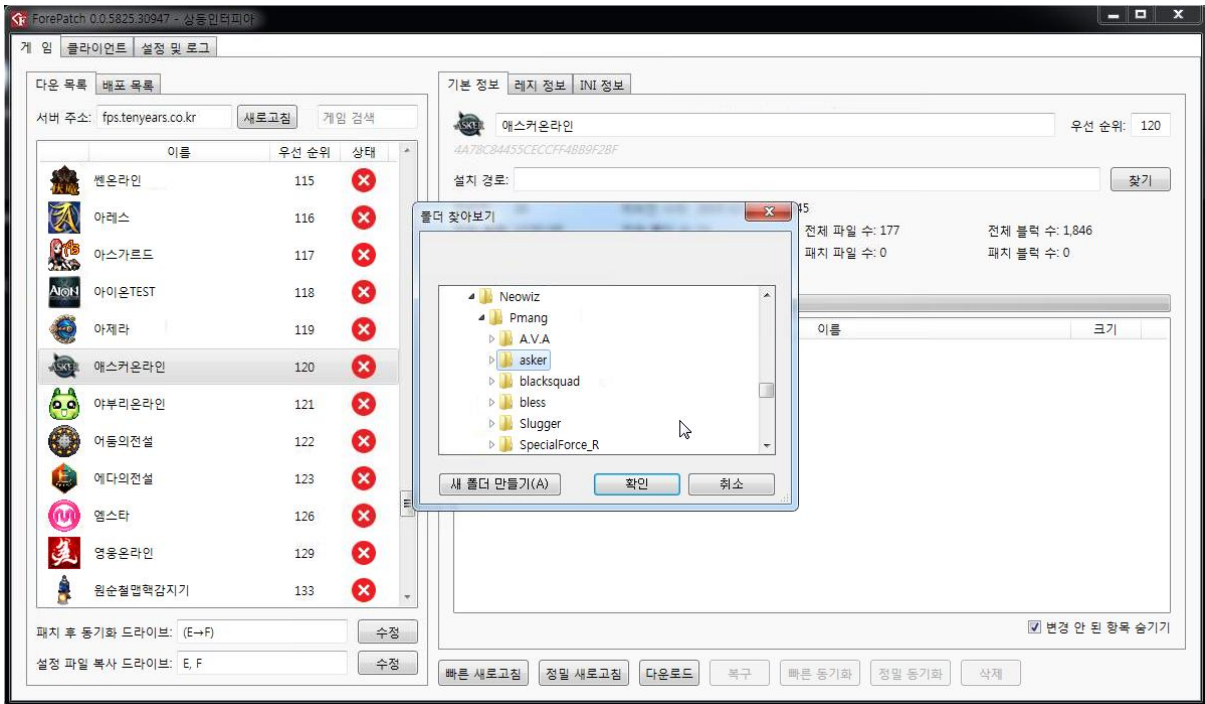 ForePatch 0.0.5825.30947 - 상동인터피아
게 임 클라이언트 설정 및 로그
다운 목록 배포 목록
서버 주소: fps.tenyears.co.kr 새로고침 게임 검색
이름 우선 순위 상태
쎈온라인 115
아레스 116
아스가르드 117
AION 아이온TEST 118
아제라 119
애스커온라인 120
야부리온라인 121
어둠의전설 122
에다의전설 123
엠스타 126
영웅온라인 129
원순철맵핵감지기 133
패치 후 동기화 드라이브: (E→F) 수정
설정 파일 복사 드라이브: E, F 수정
기본 정보 레지 정보 INI 정보
애스커온라인 우선 순위: 120
4A78C84455CECCFF4BB9F2BF
설치 경로: 찾기
45
전체 파일 수: 177 전체 블럭 수: 1,846
패치 파일 수: 0 패치 블럭 수: 0
이름 크기
폴더 찾아보기
Neowiz
Pmang
A.V.A
asker
blacksquad
bless
Slugger
SpecialForce_R
새 폴더 만들기(A) 확인 취소
변경 안 된 항목 숨기기
빠른 새로고침 정밀 새로고침 다운로드 복구 빠른 동기화 정밀 동기화 삭제